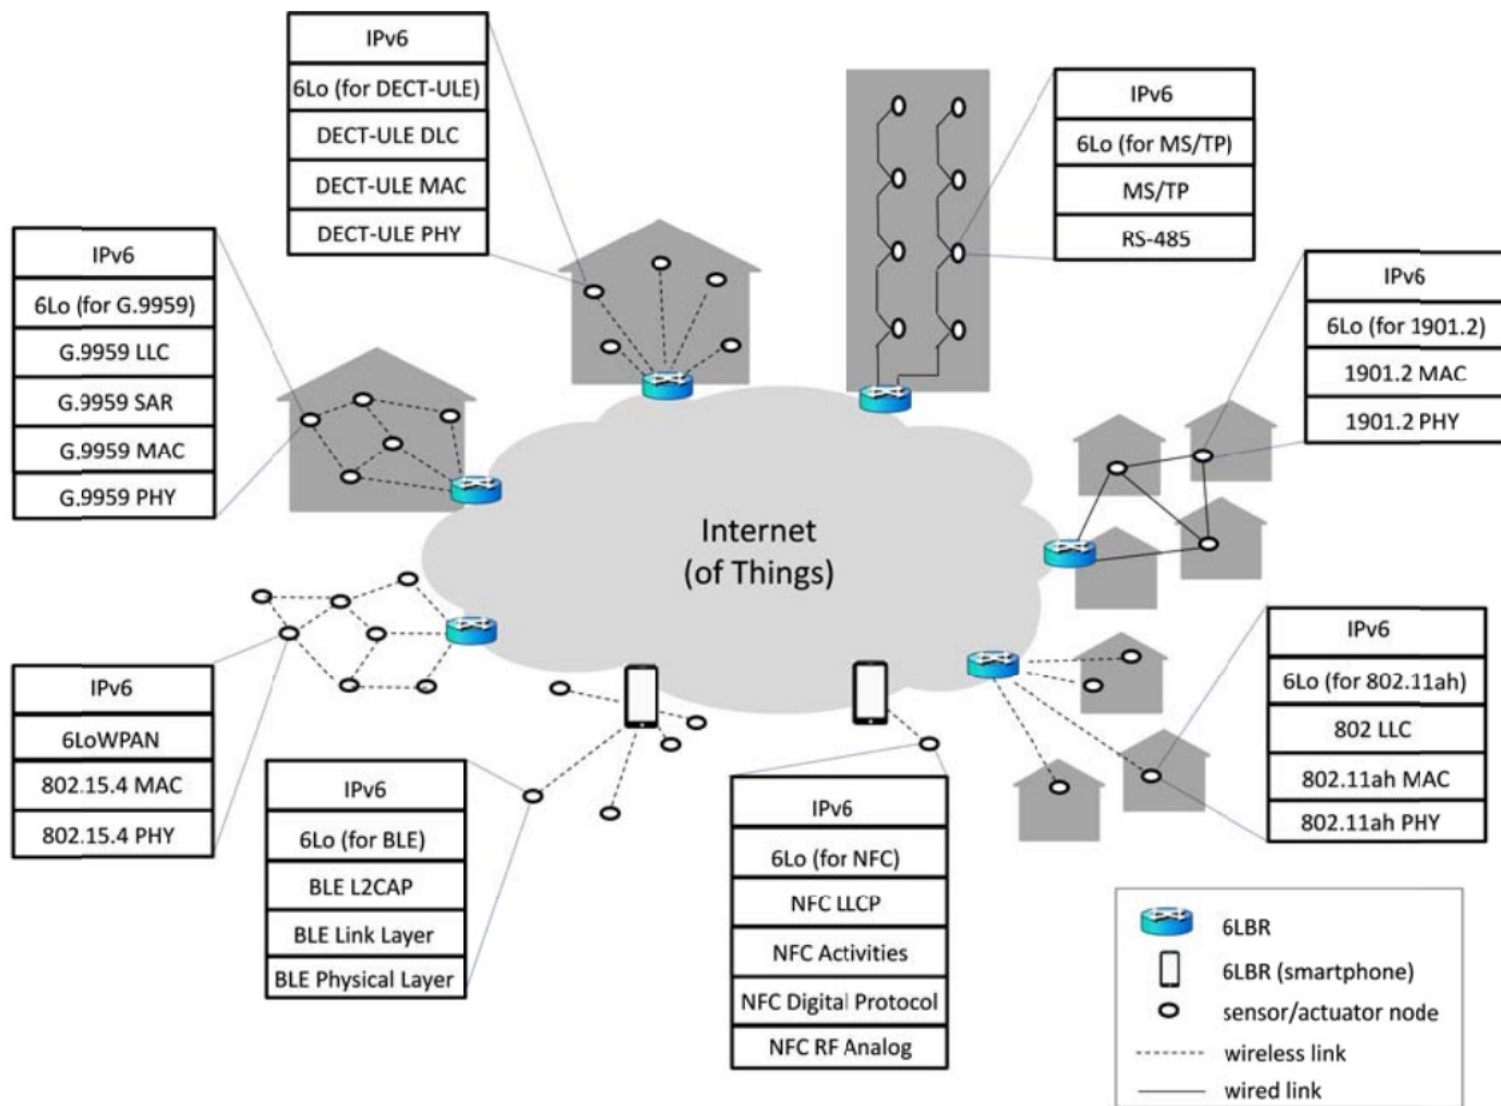 IPv6
6Lo (for DECT-ULE)
DECT-ULE DLC
DECT-ULE MAC
DECT-ULE PHY
IPv6
6Lo (for MS/TP)
MS/TP
RS-485
IPv6
6Lo (for G.9959)
G.9959 LLC
G.9959 SAR
G.9959 MAC
G.9959 PHY
IPv6
6Lo (for 1901.2)
1901.2 MAC
1901.2 PHY
Internet
(of Things)
IPv6
6LoWPAN
802.15.4 MAC
802.15.4 PHY
IPv6
6Lo (for BLE)
BLE L2CAP
BLE Link Layer
BLE Physical Layer
IPv6
6Lo (for NFC)
NFC LLCP
NFC Activities
NFC Digital Protocol
NFC RF Analog
IPv6
6Lo (for 802.11ah)
802 LLC
802.11ah MAC
802.11ah PHY
6LBR
6LBR (smartphone)
sensor/actuator node
wireless link
wired link